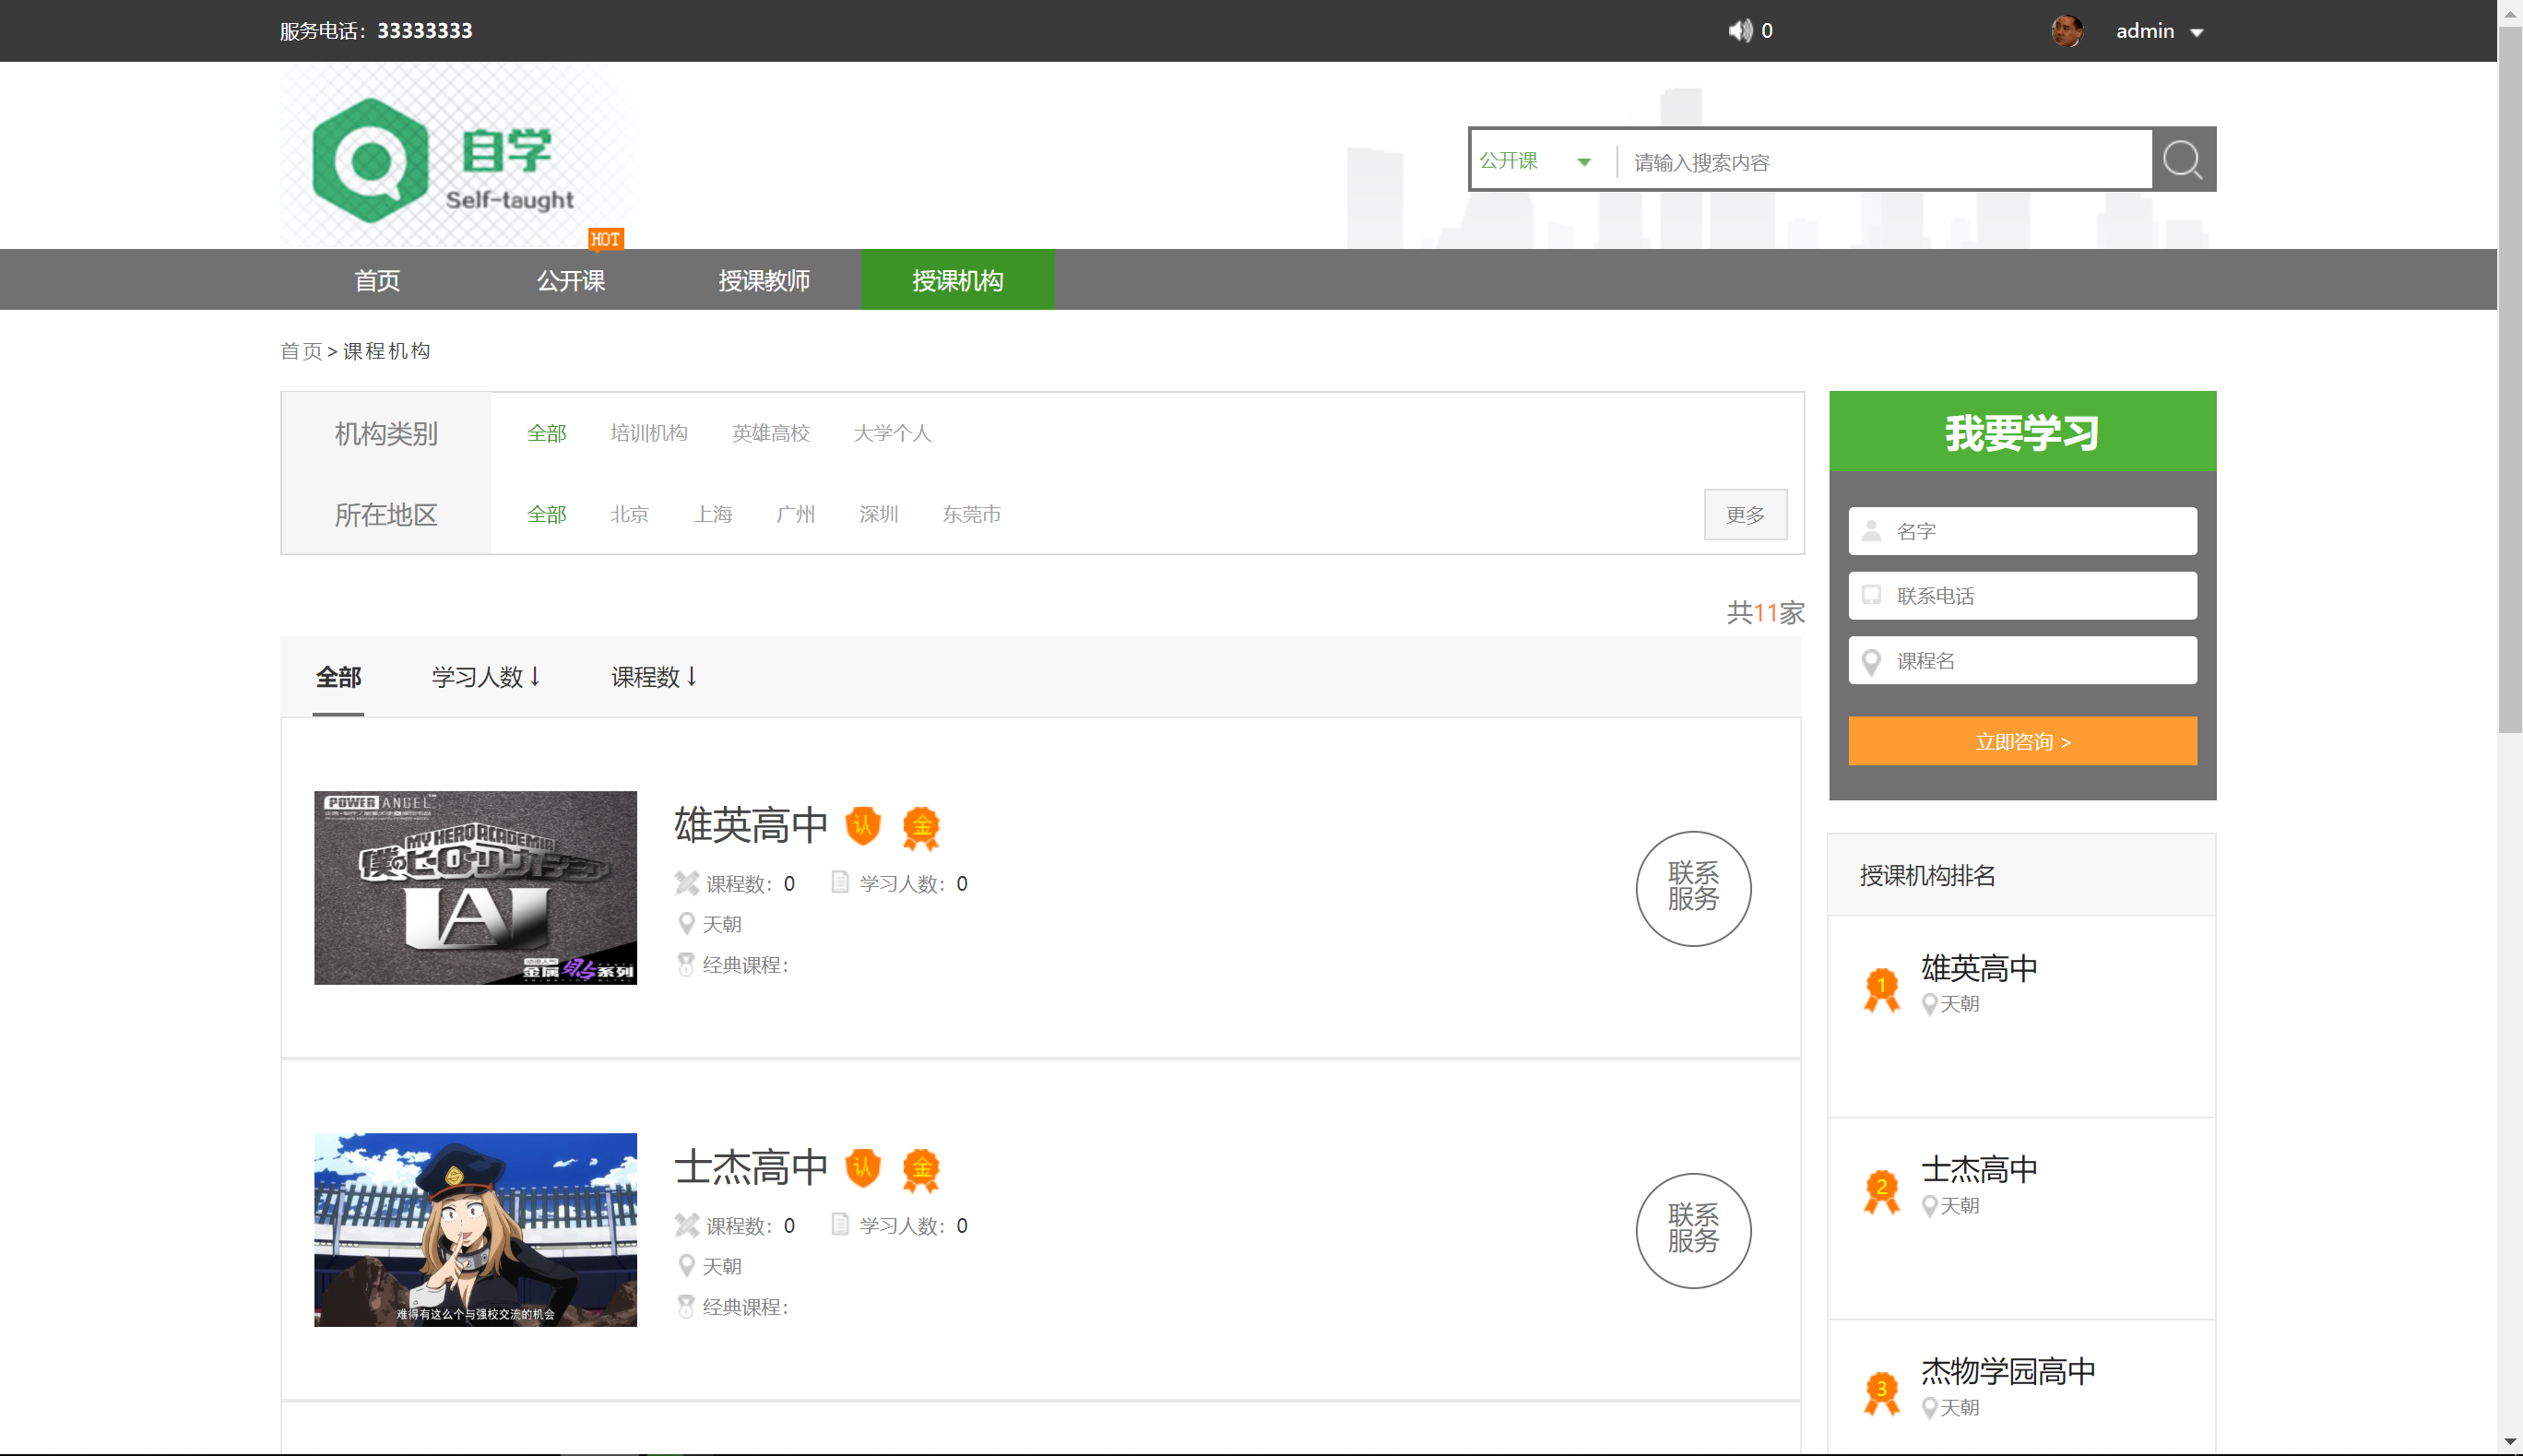 服务电话：33333333
0
admin
自学
Self-taught
公开课
请输入搜索内容
HOT
首页
公开课
授课教师
授课机构
首页>课程机构
机构类别
全部
培训机构
英雄高校
大学个人
所在地区
全部
北京
上海
广州
深圳
东莞市
更多
共11家
全部
学习人数↓
课程数↓
POWER ANGEL
MY HERO ACADEMIA
僕のヒーローアカデミア
金属贴系列
雄英高中
认
金
课程数：0
学习人数：0
天朝
经典课程：
联系
服务
难得有这么个与强校交流的机会
士杰高中
认
金
课程数：0
学习人数：0
天朝
经典课程：
联系
服务
我要学习
名字
联系电话
课程名
立即咨询 >
授课机构排名
1
雄英高中
天朝
2
士杰高中
天朝
3
杰物学园高中
天朝